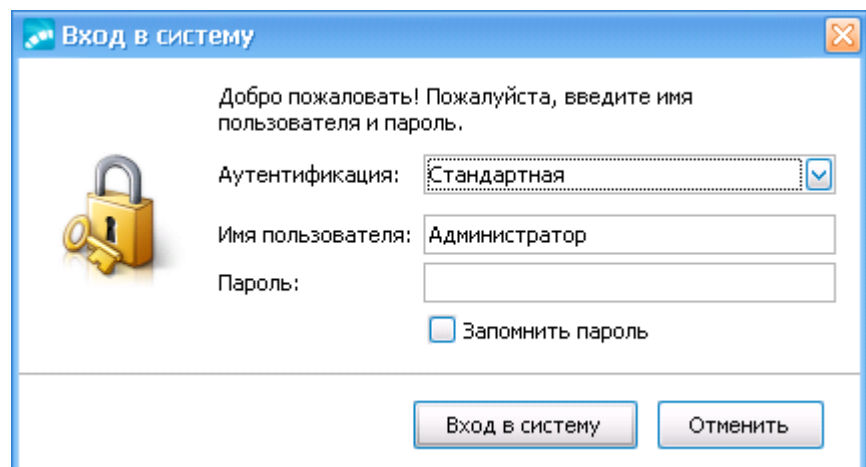 Вход в систему
Добро пожаловать! Пожалуйста, введите имя
пользователя и пароль.
Аутентификация: Стандартная
Имя пользователя: Администратор
Пароль:
Запомнить пароль
Вход в систему Отменить